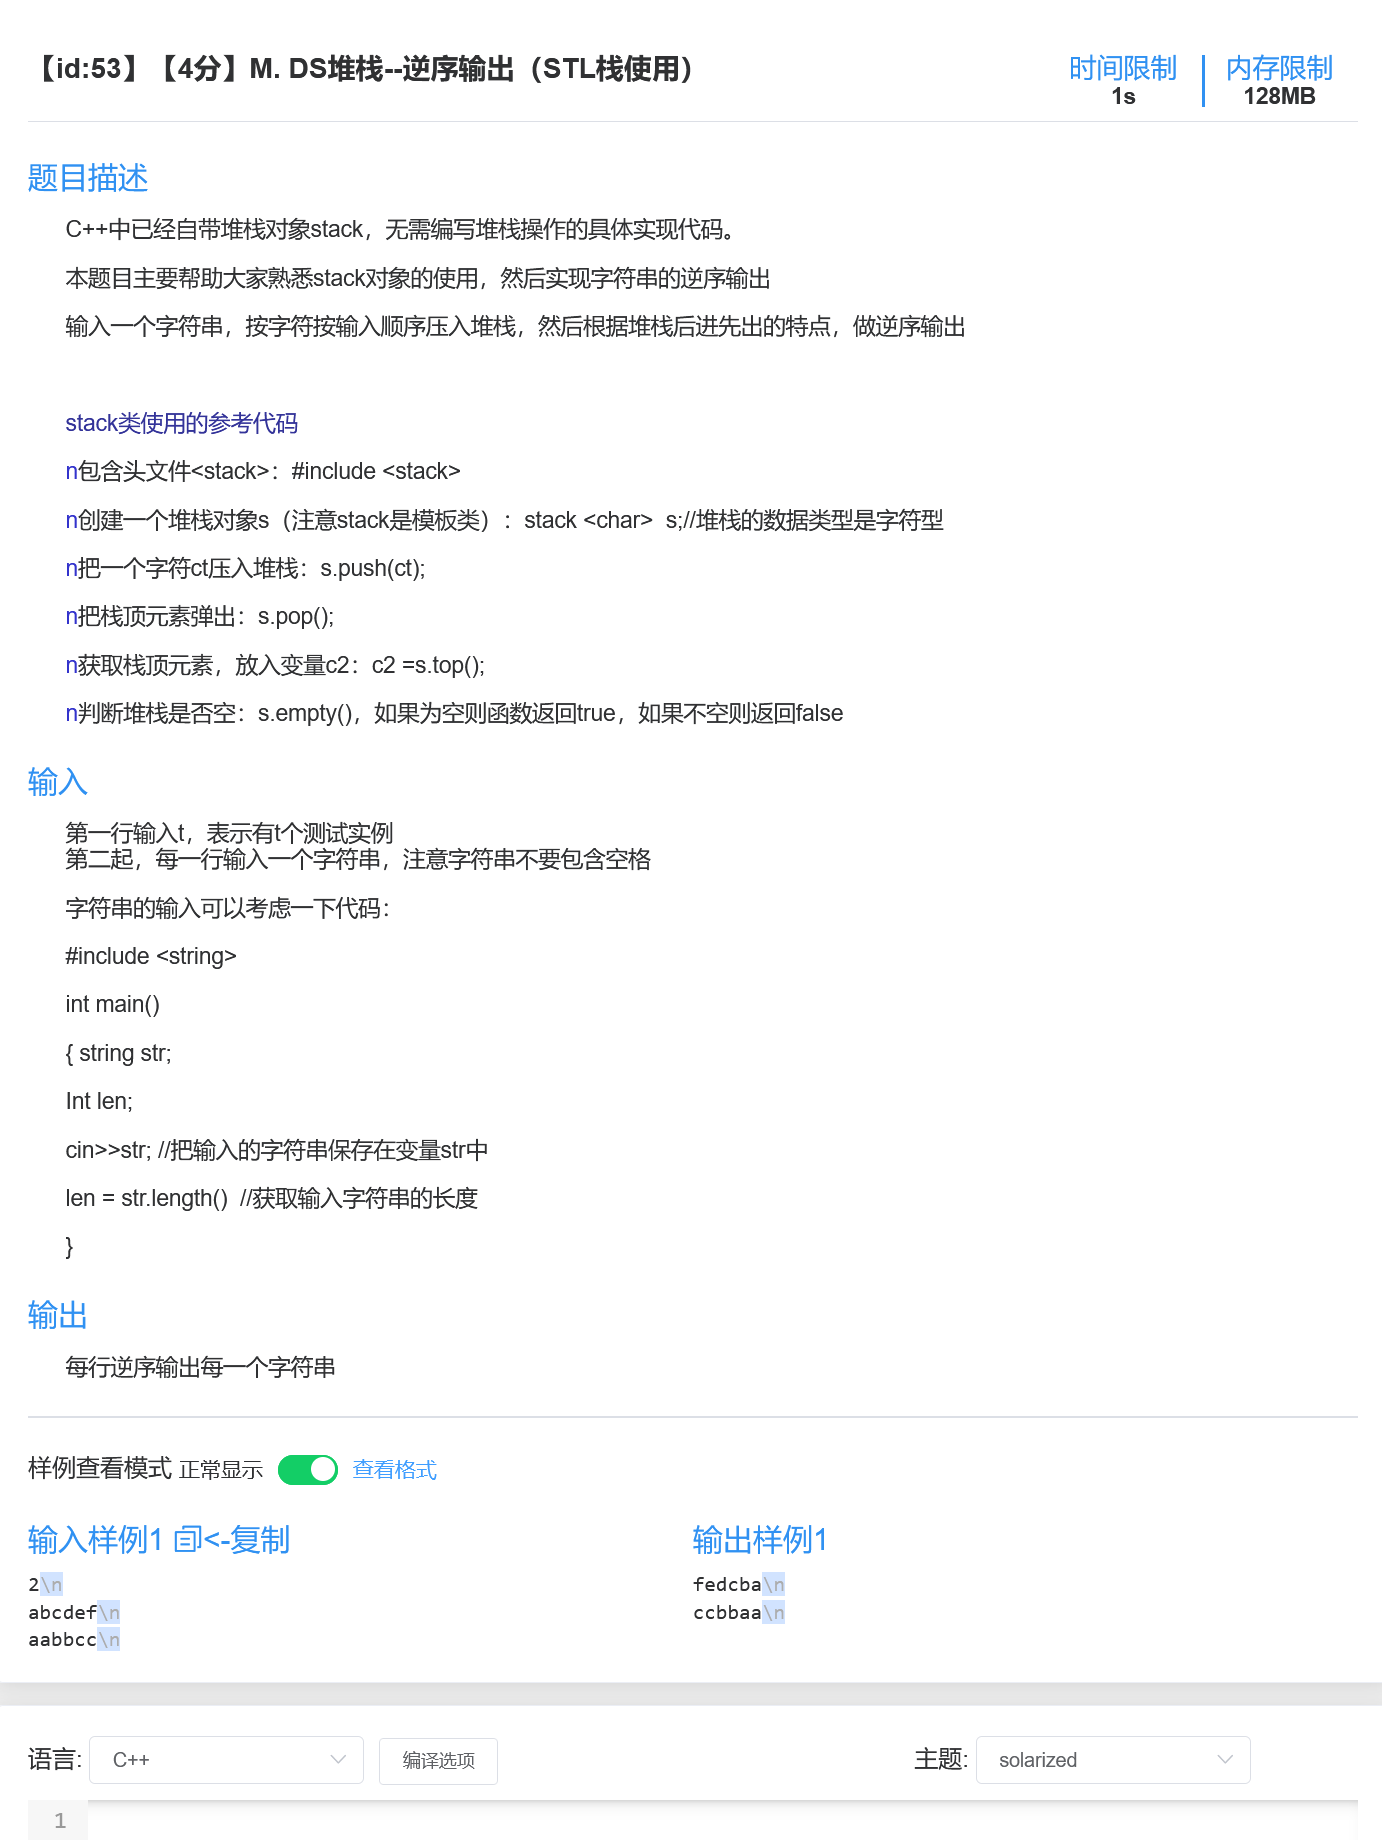 【id:53】【4分】M. DS堆栈--逆序输出（STL栈使用）
时间限制
1s
内存限制
128MB
题目描述
C++中已经自带堆栈对象stack，无需编写堆栈操作的具体实现代码。
本题目主要帮助大家熟悉stack对象的使用，然后实现字符串的逆序输出
输入一个字符串，按字符按输入顺序压入堆栈，然后根据堆栈后进先出的特点，做逆序输出
stack类使用的参考代码
n包含头文件<stack>：#include <stack>
n创建一个堆栈对象s（注意stack是模板类）：stack <char>  s;//堆栈的数据类型是字符型
n把一个字符ct压入堆栈：s.push(ct);
n把栈顶元素弹出：s.pop();
n获取栈顶元素，放入变量c2：c2 =s.top();
n判断堆栈是否空：s.empty()，如果为空则函数返回true，如果不空则返回false
输入
第一行输入t，表示有t个测试实例
第二起，每一行输入一个字符串，注意字符串不要包含空格
字符串的输入可以考虑一下代码：
#include <string>
int main()
{ string str;
Int len;
cin>>str; //把输入的字符串保存在变量str中
len = str.length()  //获取输入字符串的长度
}
输出
每行逆序输出每一个字符串
样例查看模式 正常显示 查看格式
输入样例1 <-复制
2\n
abcdef\n
aabbcc\n
输出样例1
fedcba\n
ccbbaa\n
语言: C++ 编译选项 主题: solarized
1